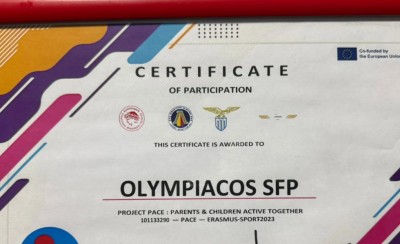 Co-funded by
the European Union
CERTIFICATE
OF PARTICIPATION
THIS CERTIFICATE IS AWARDED TO
OLYMPIACOS SFP
PROJECT PACE : PARENTS & CHILDREN ACTIVE TOGETHER
101133290 — PACE — ERASMUS-SPORT2023